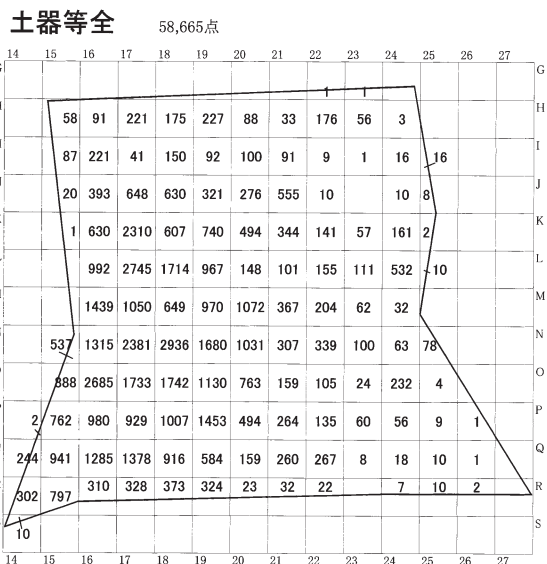 土器等全 58,665点
14 15 16 17 18 19 20 21 22 23 24 25 26 27
G G
1 1
H 58 91 221 175 227 88 33 176 56 3 H
87 221 41 150 92 100 91 9 1 16 16 I
20 393 648 630 321 276 555 10 10 8 J
1 630 2310 607 740 494 344 141 57 161 2 K
992 2745 1714 967 148 101 155 111 532 10 L
1439 1050 649 970 1072 367 204 62 32 M
537 1315 2381 2936 1680 1031 307 339 100 63 78 N
388 2685 1733 1742 1130 763 159 105 24 232 4 O
2 762 980 929 1007 1453 494 264 135 60 56 9 1 P
244 941 1285 1378 916 584 159 260 267 8 18 10 1 Q
302 797 310 328 373 324 23 32 22 7 10 2 R
10 S
14 15 16 17 18 19 20 21 22 23 24 25 26 27